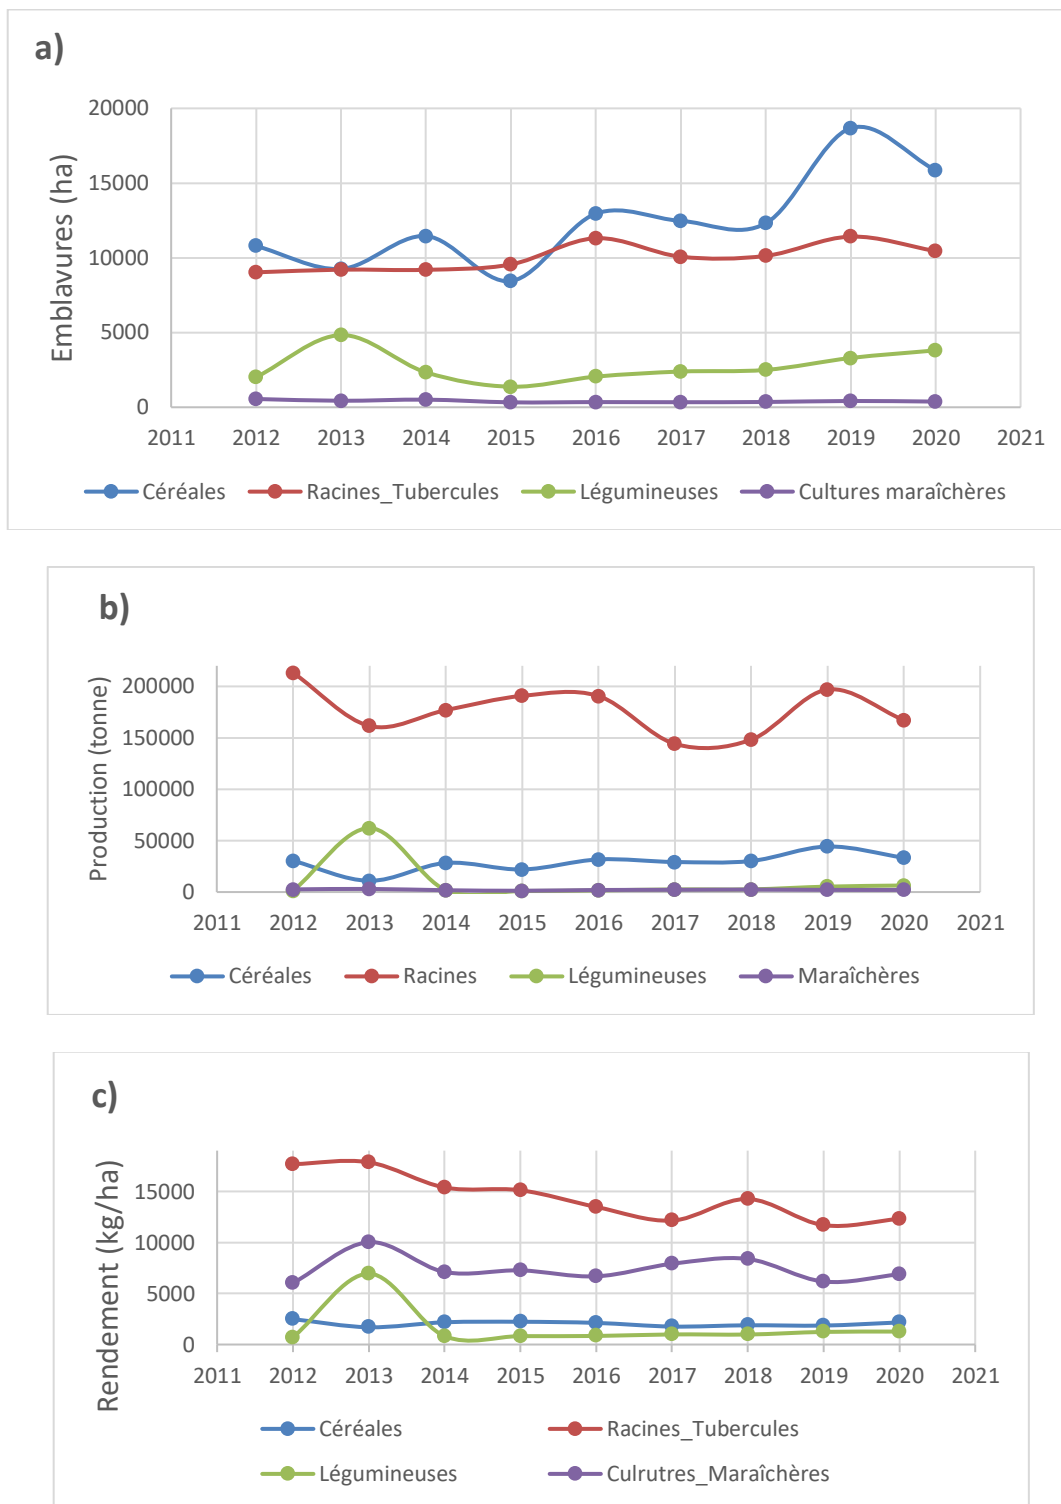 a)
Emblavures (ha)
20000
15000
10000
5000
0
2011 2012 2013 2014 2015 2016 2017 2018 2019 2020 2021
Céréales Racines_Tubercules Légumineuses Cultures maraîchères
b)
Production (tonne)
200000
150000
100000
50000
0
2011 2012 2013 2014 2015 2016 2017 2018 2019 2020 2021
Céréales Racines Légumineuses Maraîchères
c)
Rendement (kg/ha)
15000
10000
5000
0
2011 2012 2013 2014 2015 2016 2017 2018 2019 2020 2021
Céréales Racines_Tubercules
Légumineuses Culrutres_Maraîchères